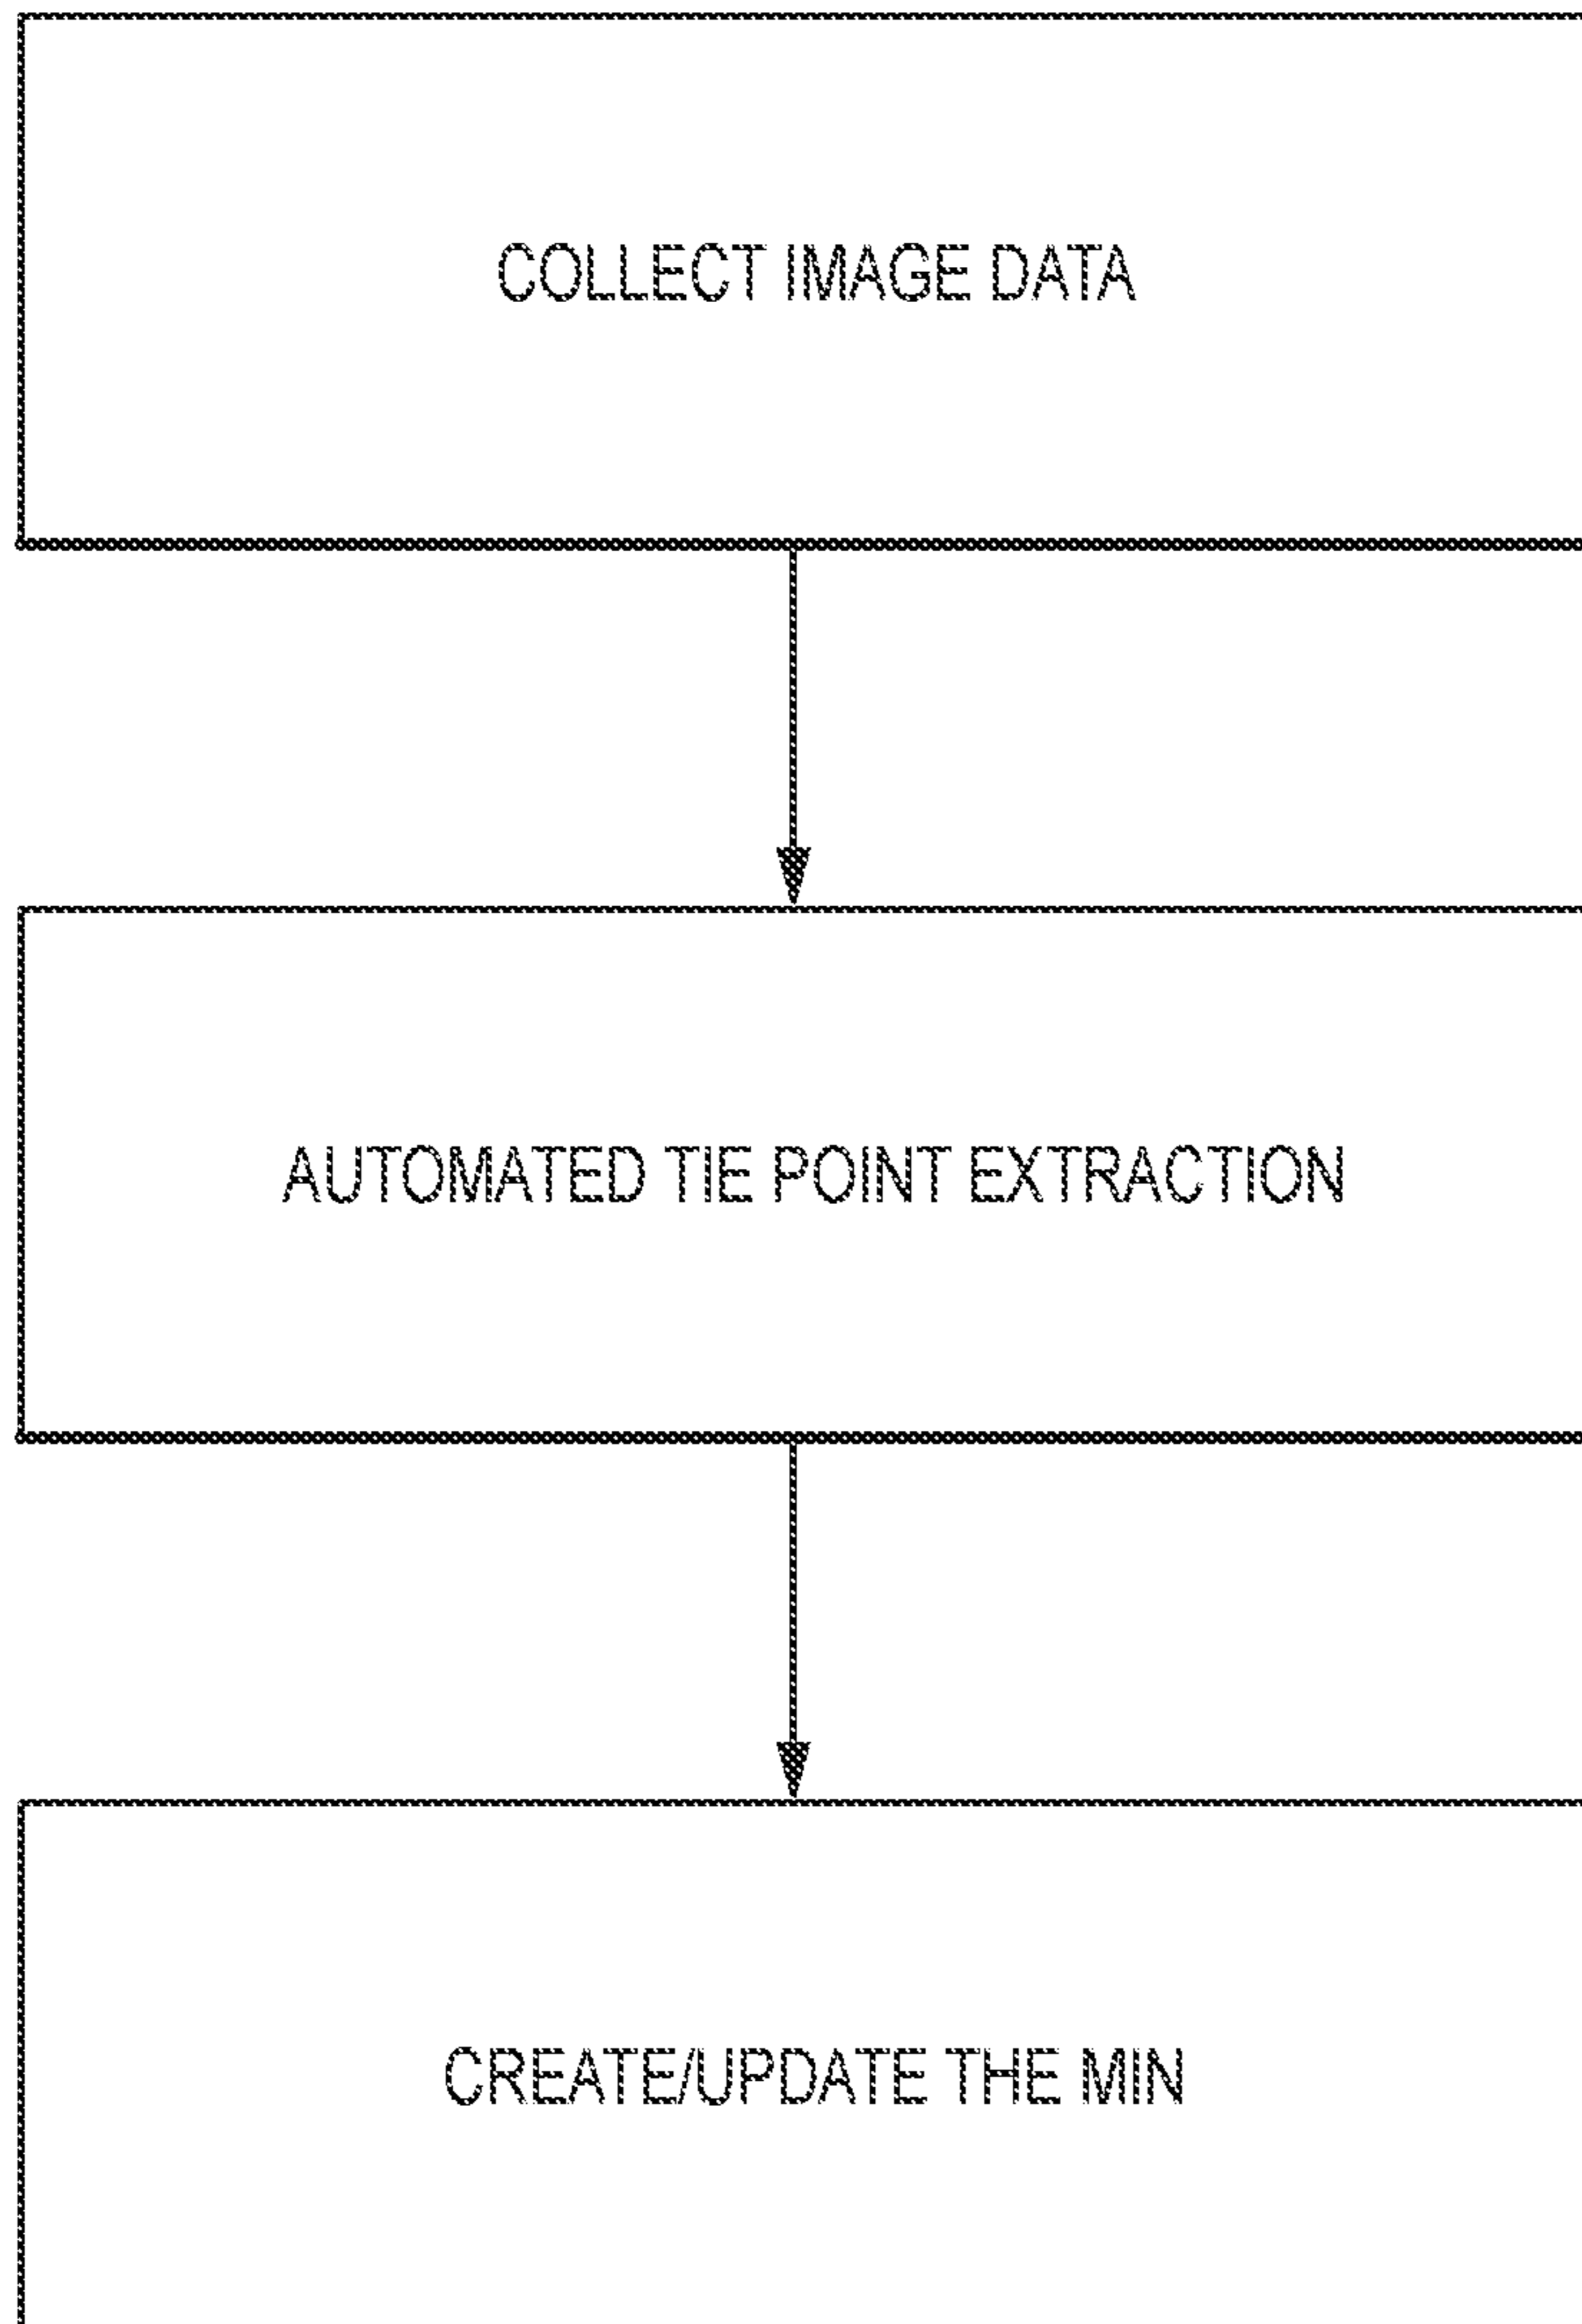 COLLECT IMAGE DATA
AUTOMATED TIE POINT EXTRACTION
CREATE/UPDATE THE MIN